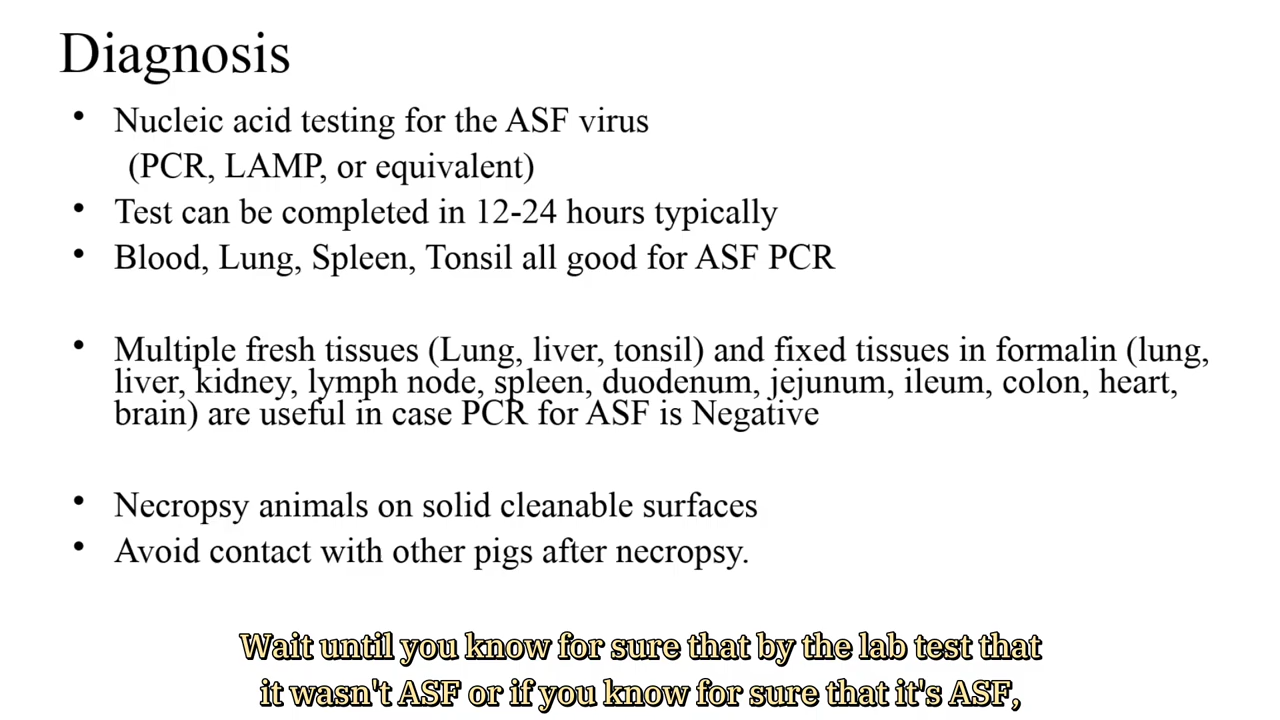 Diagnosis
• Nucleic acid testing for the ASF virus
(PCR, LAMP, or equivalent)
• Test can be completed in 12-24 hours typically
• Blood, Lung, Spleen, Tonsil all good for ASF PCR
• Multiple fresh tissues (Lung, liver, tonsil) and fixed tissues in formalin (lung,
liver, kidney, lymph node, spleen, duodenum, jejunum, ileum, colon, heart,
brain) are useful in case PCR for ASF is Negative
• Necropsy animals on solid cleanable surfaces
• Avoid contact with other pigs after necropsy.
Wait until you know for sure that by the lab test that
it wasn't ASF or if you know for sure that it's ASF,